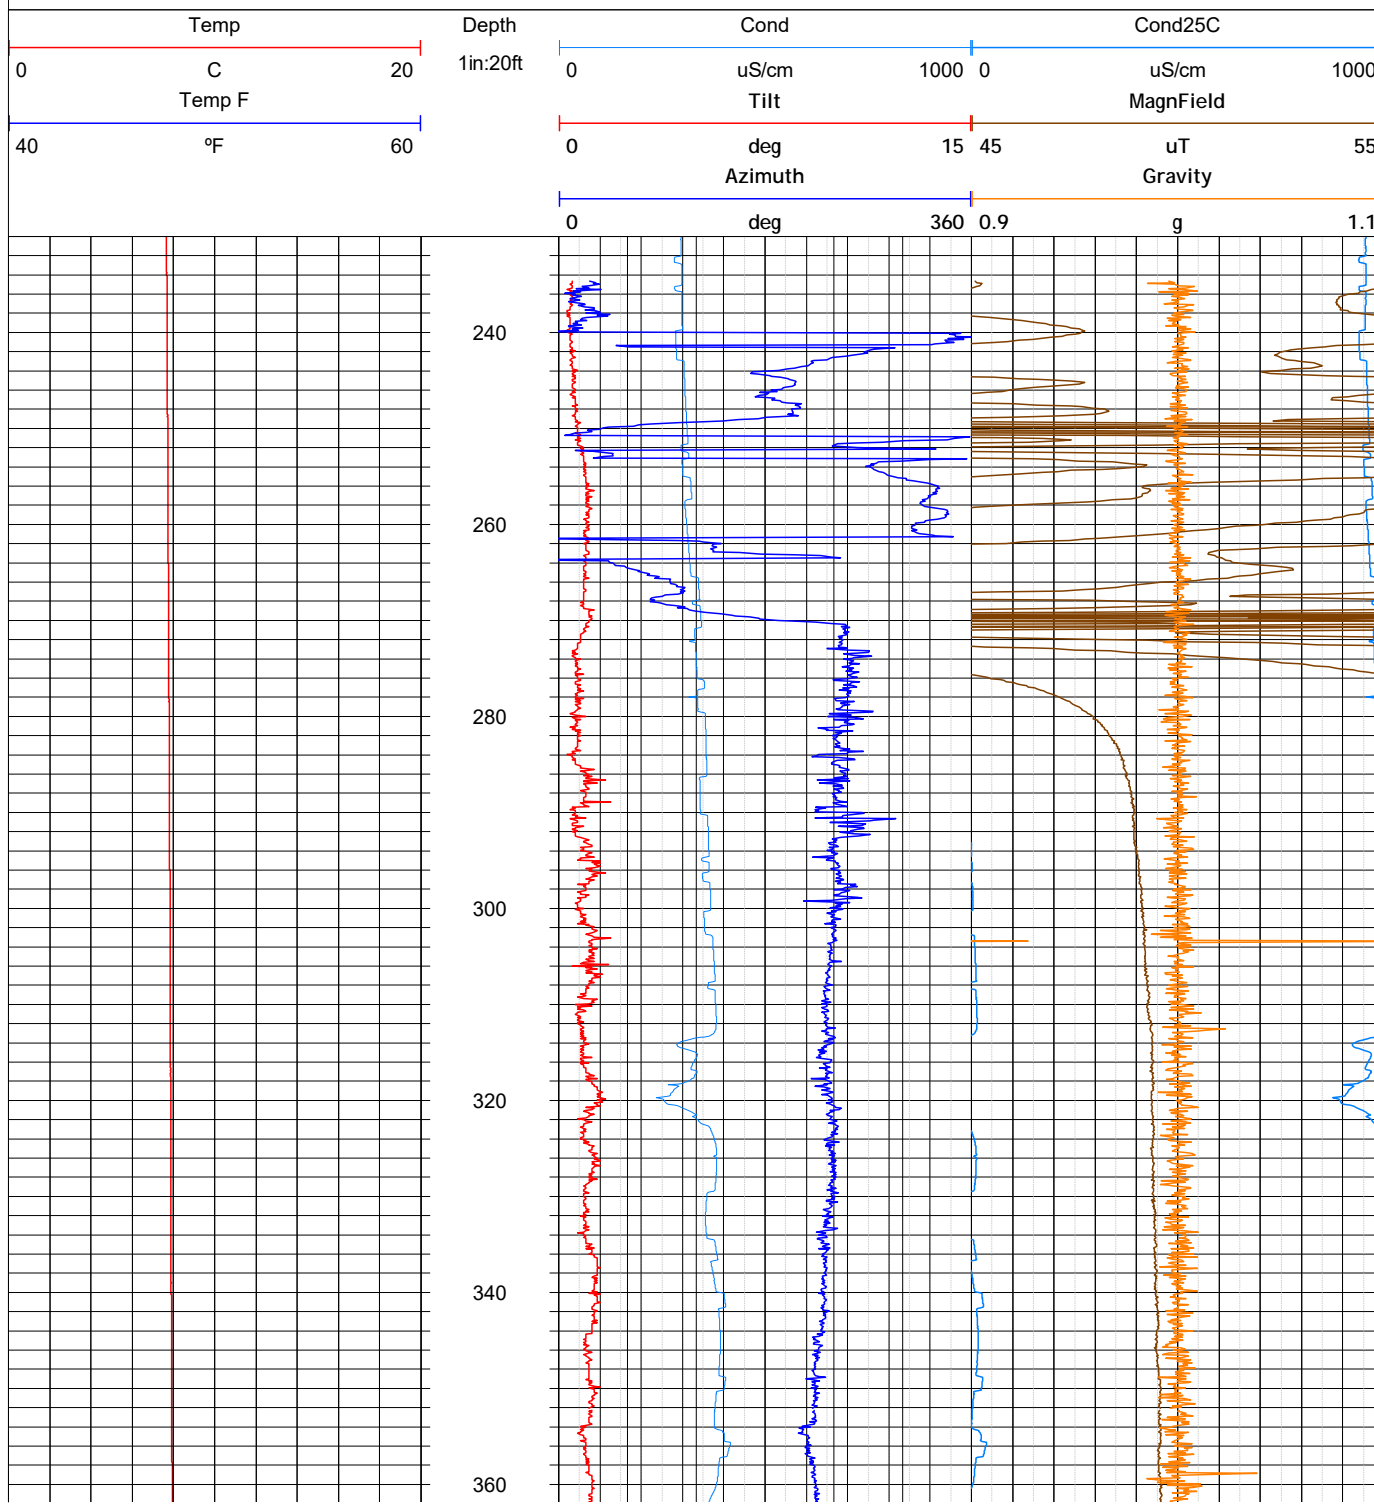 Temp Depth Cond Cond25C
0 C 20 1in:20ft 0 uS/cm 1000 0 uS/cm 1000
Temp F Tilt MagnField
40 ºF 60 0 deg 15 45 uT 55
Azimuth Gravity
0 deg 360 0.9 g 1.1
240
260
280
300
320
340
360